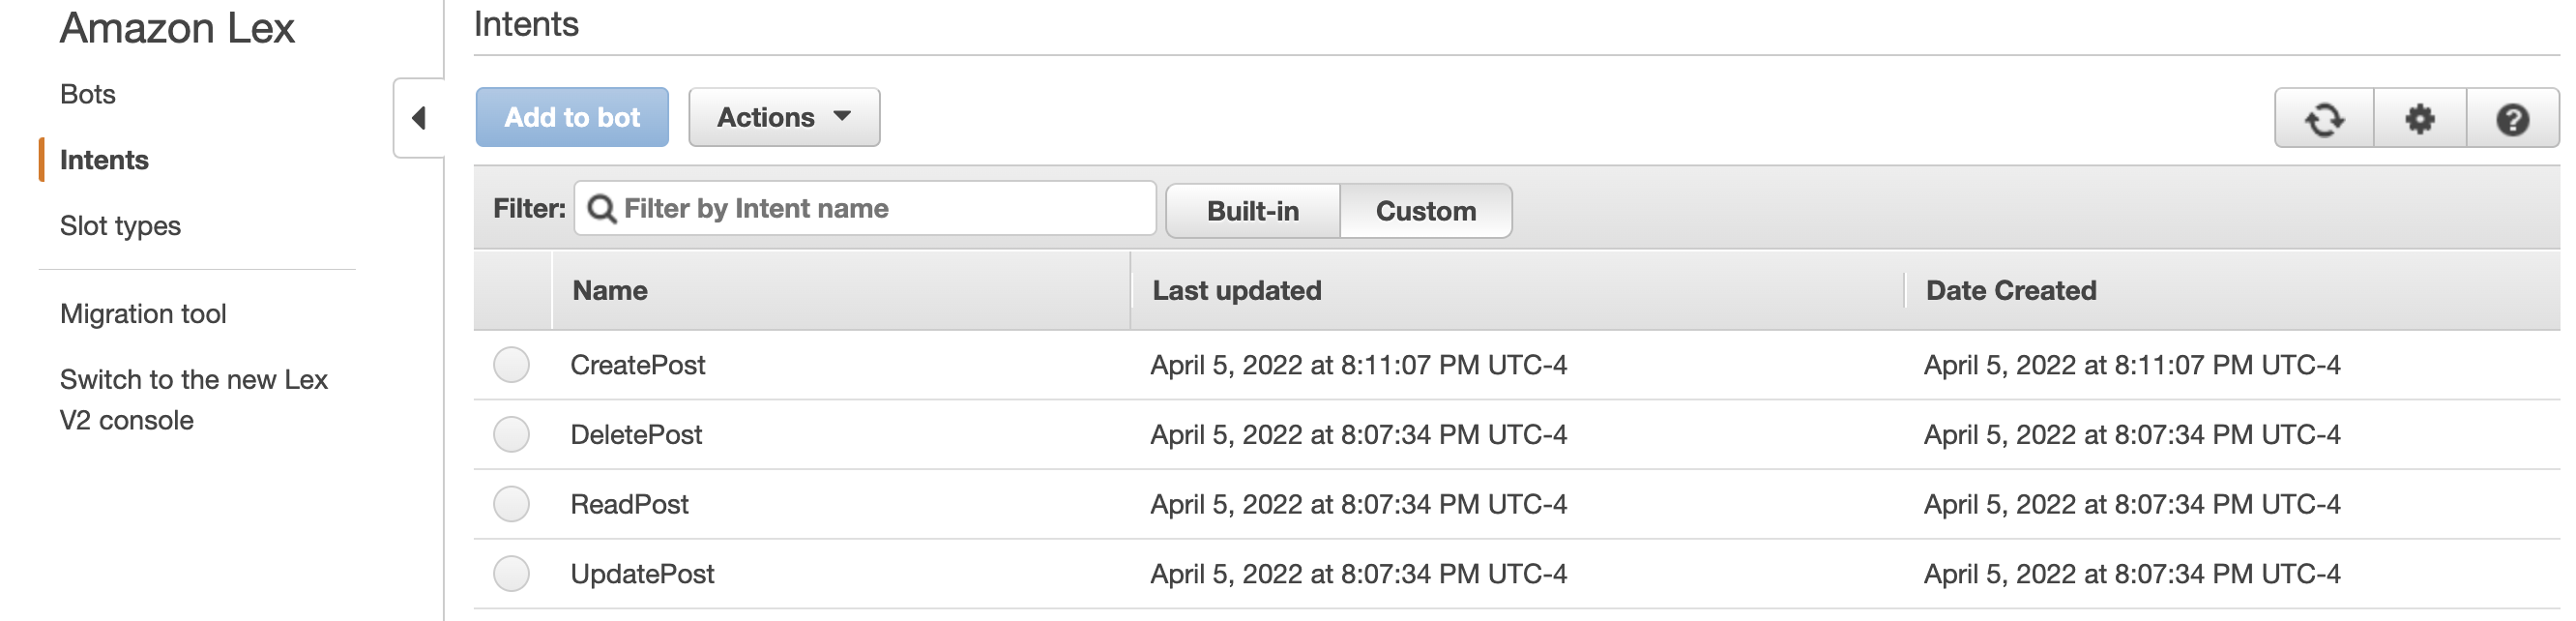 Amazon Lex
Bots
Intents
Slot types
Migration tool
Switch to the new Lex
V2 console
Intents
Add to bot Actions
Filter: Filter by Intent name Built-in Custom
Name Last updated Date Created
CreatePost April 5, 2022 at 8:11:07 PM UTC-4 April 5, 2022 at 8:11:07 PM UTC-4
DeletePost April 5, 2022 at 8:07:34 PM UTC-4 April 5, 2022 at 8:07:34 PM UTC-4
ReadPost April 5, 2022 at 8:07:34 PM UTC-4 April 5, 2022 at 8:07:34 PM UTC-4
UpdatePost April 5, 2022 at 8:07:34 PM UTC-4 April 5, 2022 at 8:07:34 PM UTC-4